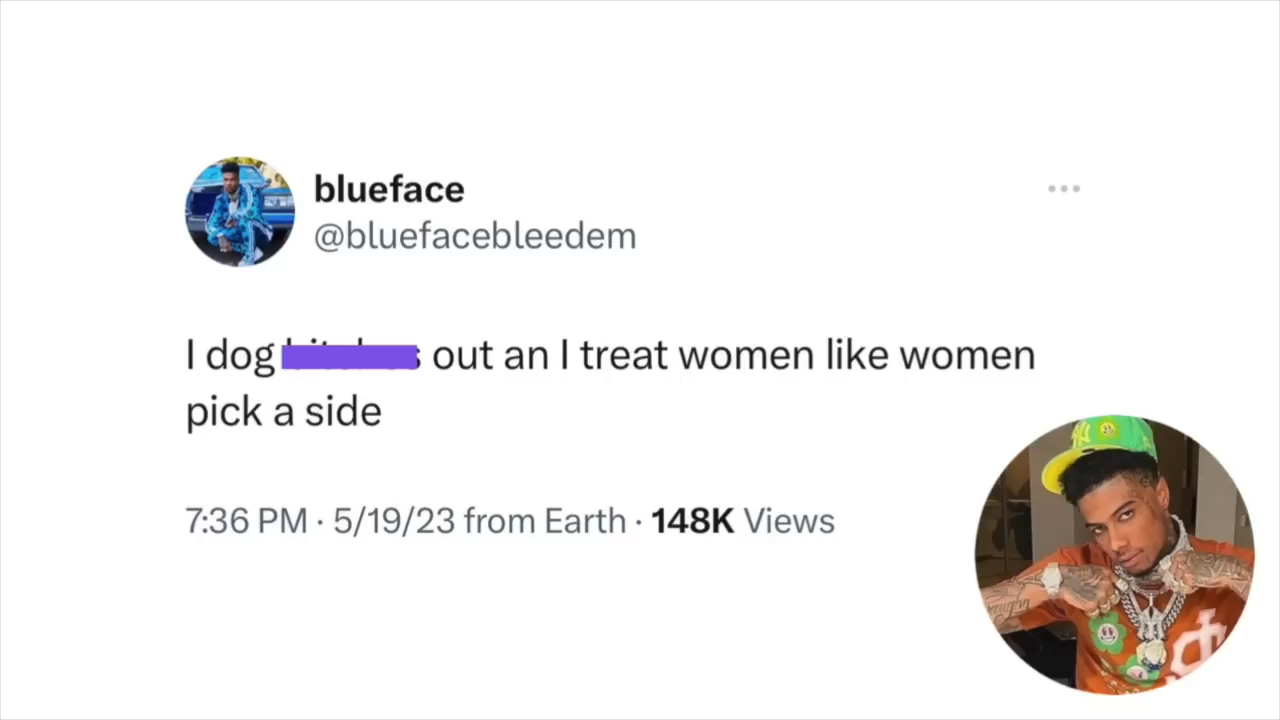 blueface
@bluefacebleedem
I dog out an I treat women like women
pick a side
7:36 PM · 5/19/23 from Earth · 148K Views